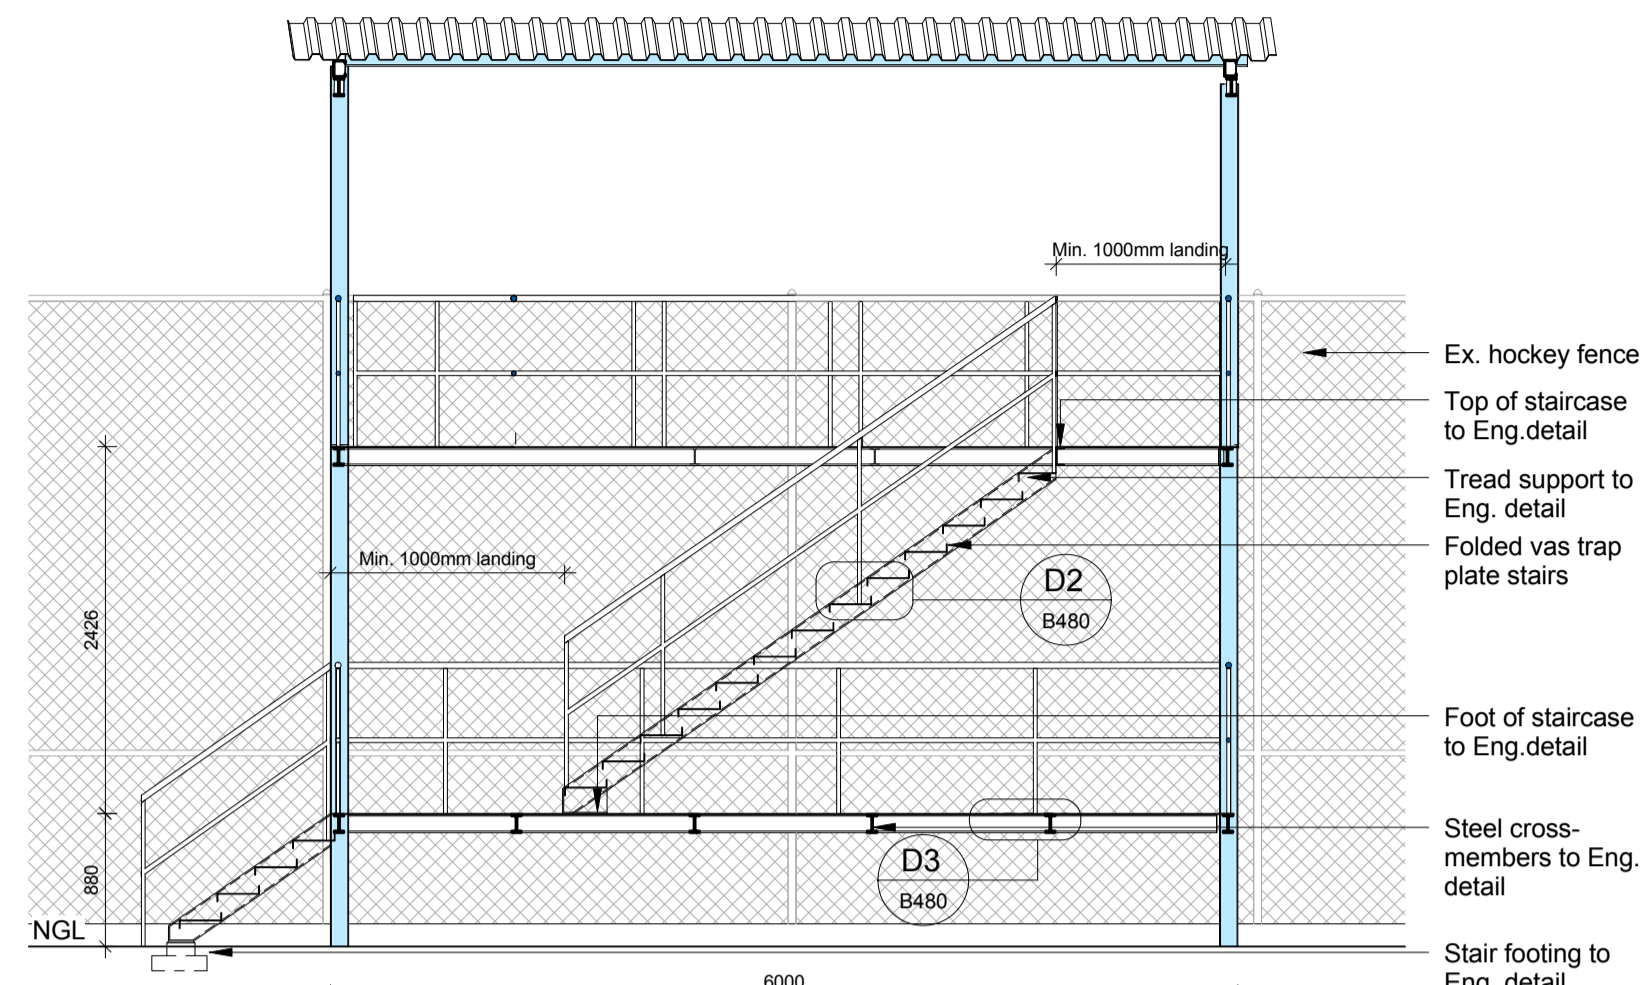 Min. 1000mm landing
Ex. hockey fence
Top of staircase
to Eng.detail
Tread support to
Eng. detail
Folded vas trap
plate stairs
Min. 1000mm landing
D2
B480
2426
Foot of staircase
to Eng.detail
Steel cross-
members to Eng.
detail
D3
B480
880
NGL
Stair footing to
Eng. detail
6000